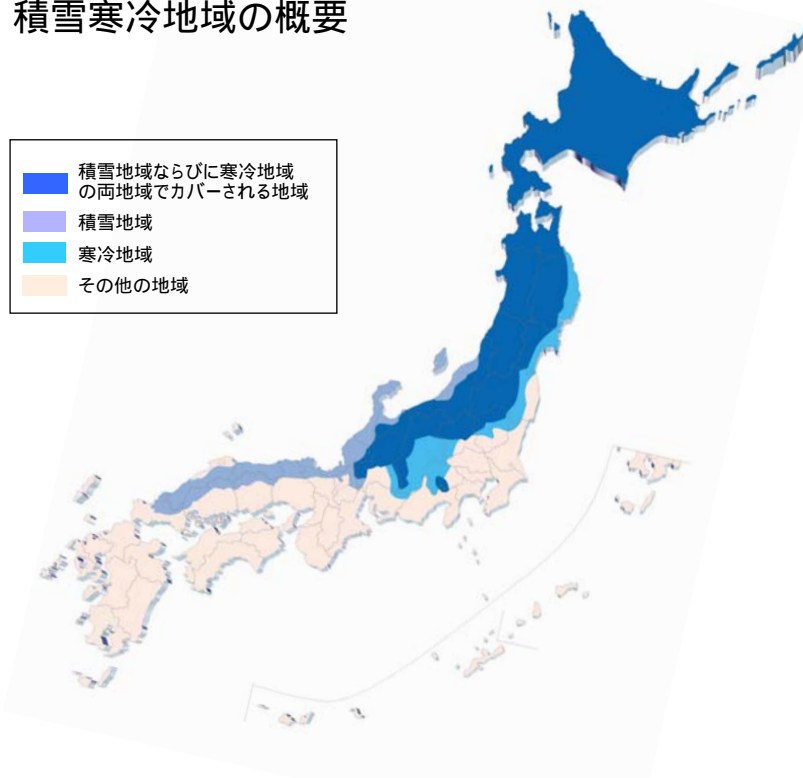 積雪寒冷地域の概要
積雪地域ならびに寒冷地域
の両地域でカバーされる地域
積雪地域
寒冷地域
その他の地域